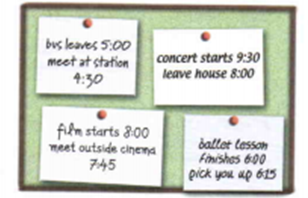 bus leaves 5:00
meet at station
4:30
concert starts 9:30
leave house 8:00
film starts 8:00
meet outside cinema
7:45
ballet lesson
finishes 6:00
pick you up 6:15